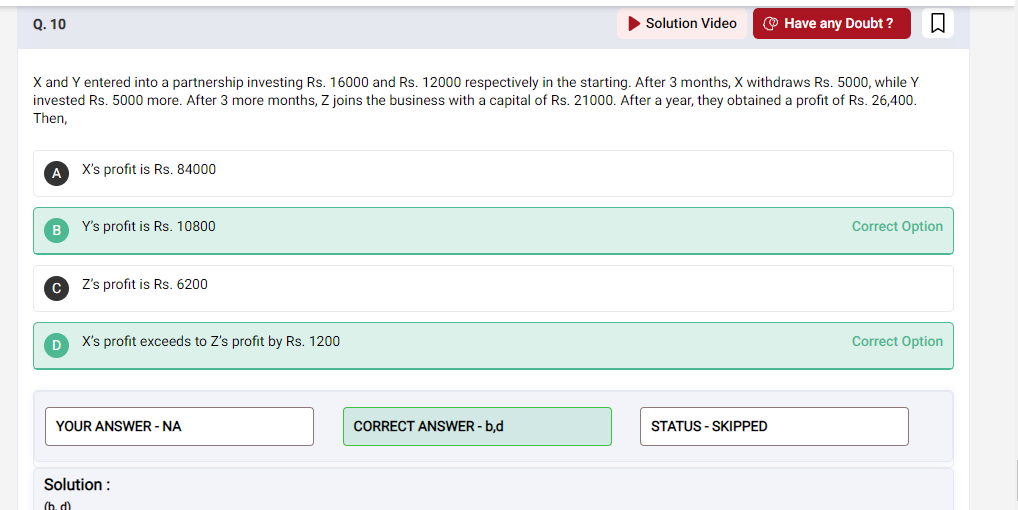 Q. 10
Solution Video
Have any Doubt ?
X and Y entered into a partnership investing Rs. 16000 and Rs. 12000 respectively in the starting. After 3 months, X withdraws Rs. 5000, while Y
invested Rs. 5000 more. After 3 more months, Z joins the business with a capital of Rs. 21000. After a year, they obtained a profit of Rs. 26,400.
Then,
A
X's profit is Rs. 84000
B
Y's profit is Rs. 10800
Correct Option
C
Z's profit is Rs. 6200
D
X's profit exceeds to Z's profit by Rs. 1200
Correct Option
YOUR ANSWER - NA
CORRECT ANSWER - b,d
STATUS - SKIPPED
Solution :
(b, d)